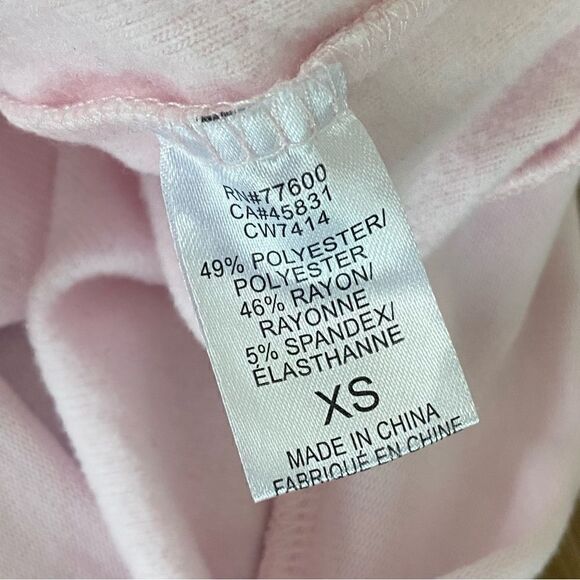 RN#77600
CA#45831
CW7414
49% POLYESTER/
POLYESTER
46% RAYON/
RAYONNE
5% SPANDEX/
ÉLASTHANNE
XS
MADE IN CHINA
FABRIQUÉ EN CHINE